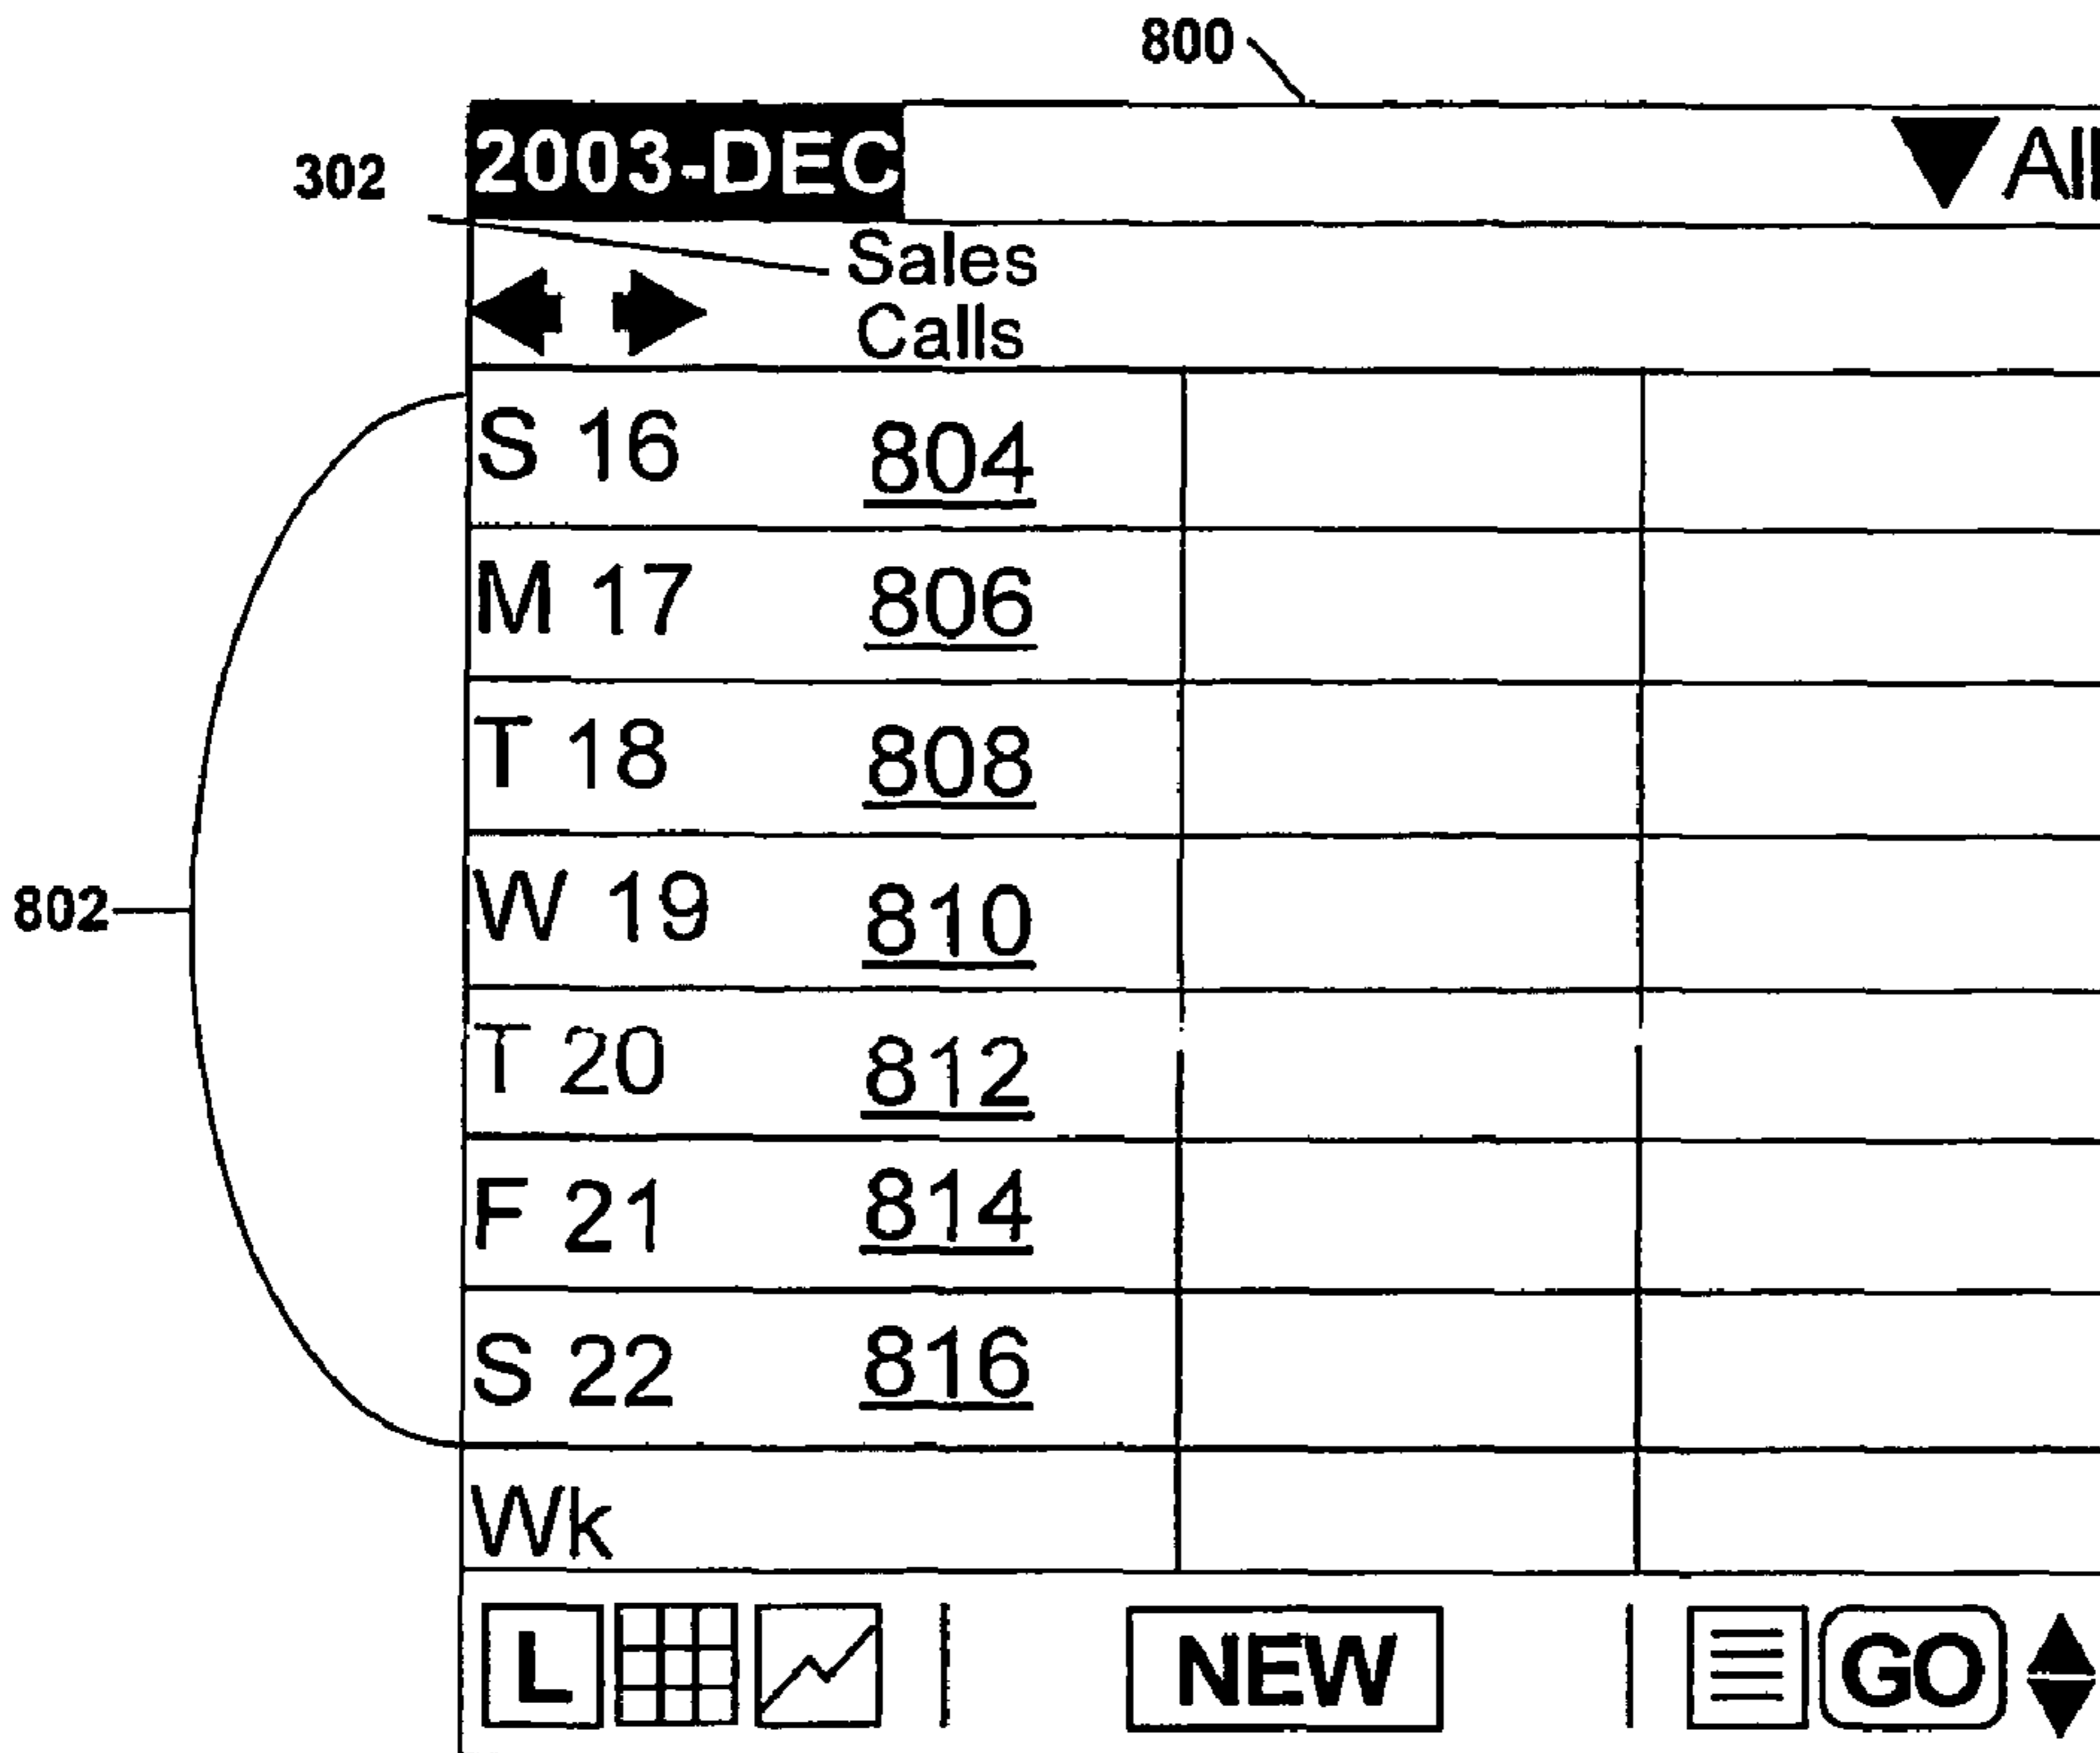 800
302
2003-DEC
All
Sales
Calls
S 16 804
M 17 806
T 18 808
802
W 19 810
T 20 812
F 21 814
S 22 816
Wk
L NEW GO